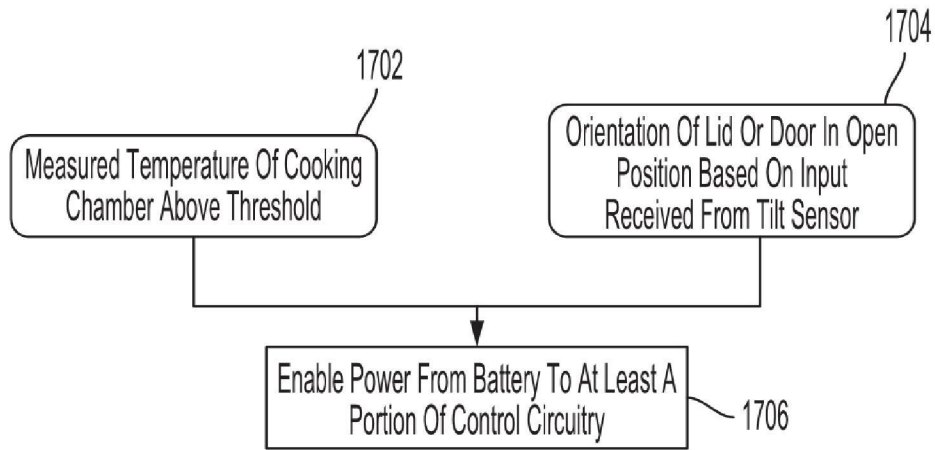 1702
Measured Temperature Of Cooking
Chamber Above Threshold
1704
Orientation Of Lid Or Door In Open
Position Based On Input
Received From Tilt Sensor
Enable Power From Battery To At Least A
Portion Of Control Circuitry
1706